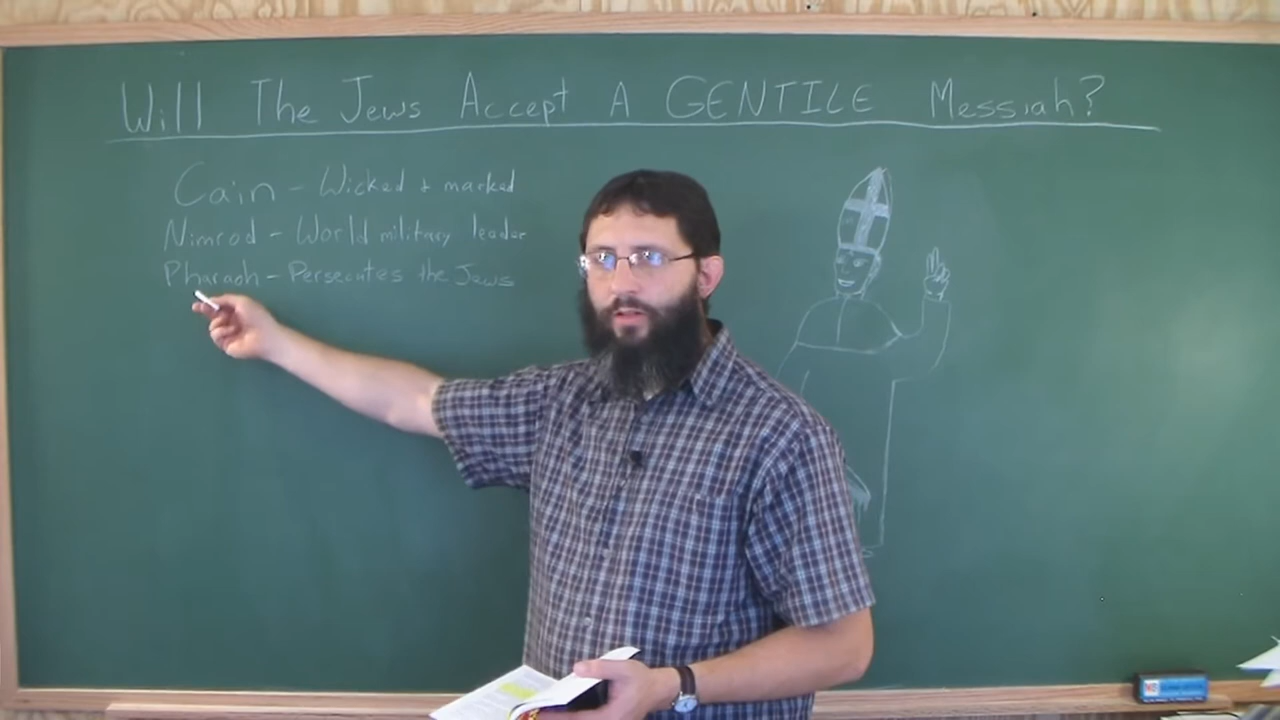 Will The Jews Accept A GENTILE Messiah?
Cain - Wicked & marked
Nimrod - World military leader
Pharaoh - Persecutes the Jews